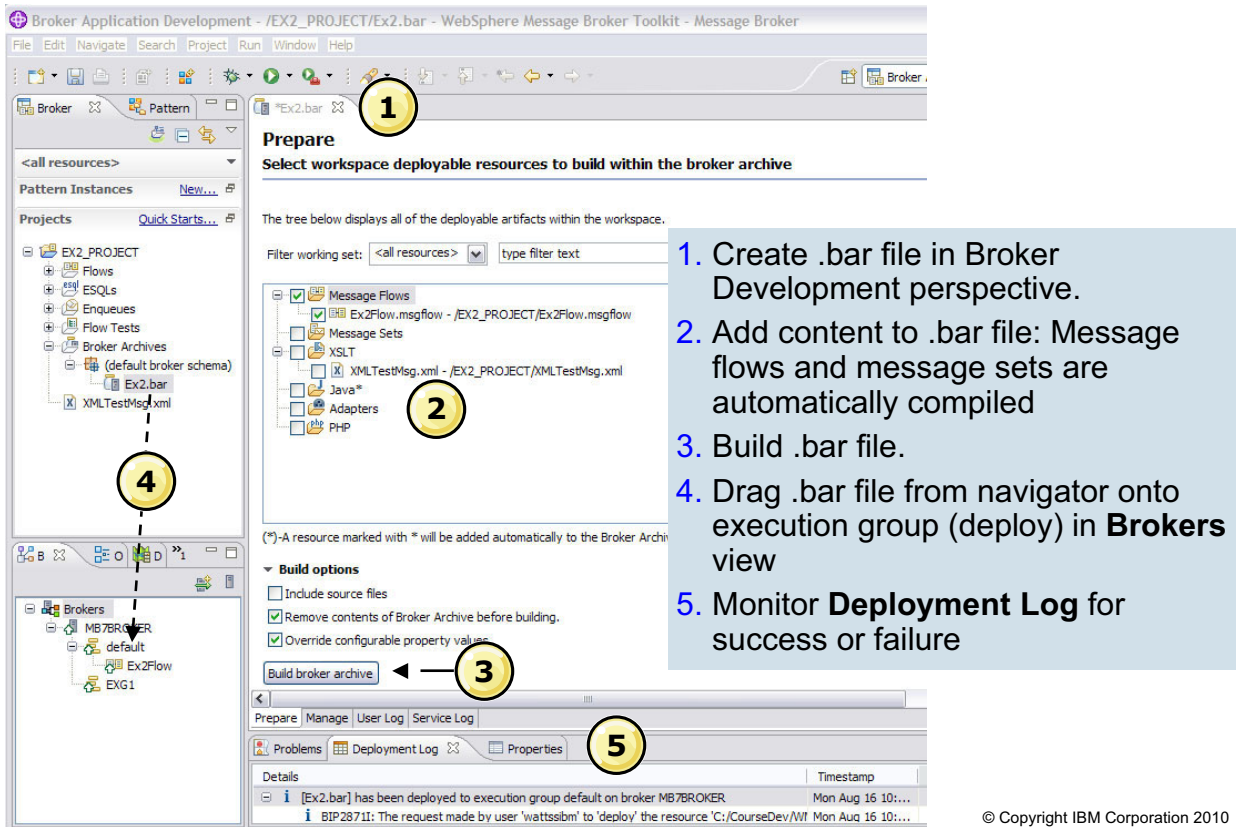 Broker Application Development - /EX2_PROJECT/Ex2.bar - WebSphere Message Broker Toolkit - Message Broker
File Edit Navigate Search Project Run Window Help
Broker
Broker Pattern
*Ex2.bar
1
Prepare
Select workspace deployable resources to build within the broker archive
<all resources>
Pattern Instances New...
Projects Quick Starts...
The tree below displays all of the deployable artifacts within the workspace.
Filter working set: <all resources> type filter text
EX2_PROJECT
Flows
ESQLs
Enqueues
Flow Tests
Broker Archives
(default broker schema)
Ex2.bar
XMLTestMsg.xml
Message Flows
Ex2Flow.msgflow - /EX2_PROJECT/Ex2Flow.msgflow
Message Sets
XSLT
XMLTestMsg.xml - /EX2_PROJECT/XMLTestMsg.xml
Java*
Adapters
PHP
2
4
(*)-A resource marked with * will be added automatically to the Broker Archiv
Build options
Include source files
Remove contents of Broker Archive before building.
Override configurable property values
Build broker archive
3
Prepare Manage User Log Service Log
B O D »1
Brokers
MB7BROKER
default
Ex2Flow
EXG1
Problems Deployment Log Properties
5
Details Timestamp
i [Ex2.bar] has been deployed to execution group default on broker MB7BROKER Mon Aug 16 10:...
i BIP2871I: The request made by user 'wattssibm' to 'deploy' the resource 'C:/CourseDev/WM Mon Aug 16 10:...
1. Create .bar file in Broker
Development perspective.
2. Add content to .bar file: Message
flows and message sets are
automatically compiled
3. Build .bar file.
4. Drag .bar file from navigator onto
execution group (deploy) in Brokers
view
5. Monitor Deployment Log for
success or failure
© Copyright IBM Corporation 2010